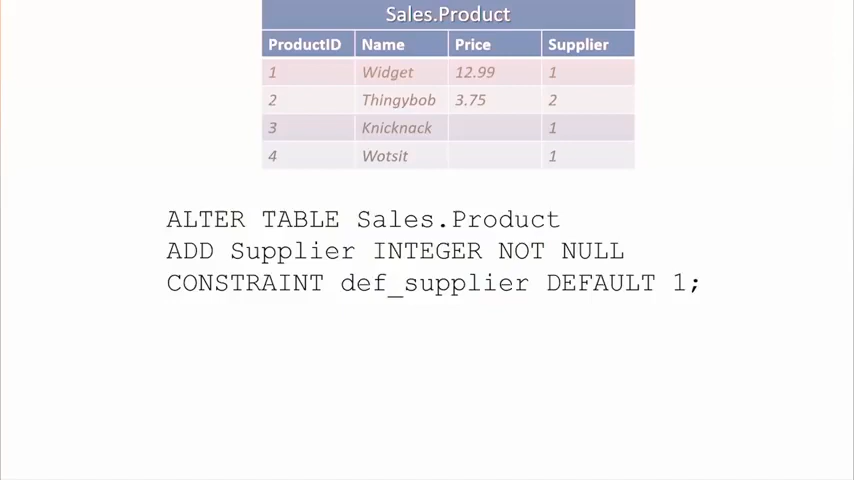 Sales.Product
ProductID Name Price Supplier
1 Widget 12.99 1
2 Thingybob 3.75 2
3 Knicknack 1
4 Wotsit 1
ALTER TABLE Sales.Product
ADD Supplier INTEGER NOT NULL
CONSTRAINT def_supplier DEFAULT 1;